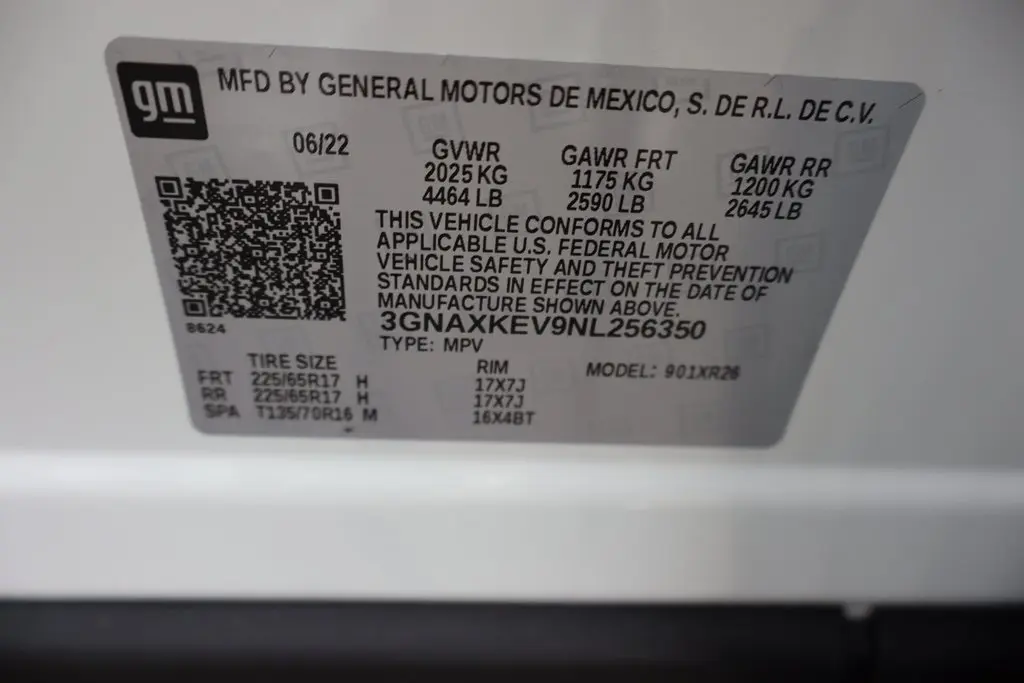 gm
MFD BY GENERAL MOTORS DE MEXICO, S. DE R.L. DE C.V.
06/22
GVWR GAWR FRT GAWR RR
2025 KG 1175 KG 1200 KG
4464 LB 2590 LB 2645 LB
THIS VEHICLE CONFORMS TO ALL
APPLICABLE U.S. FEDERAL MOTOR
VEHICLE SAFETY AND THEFT PREVENTION
STANDARDS IN EFFECT ON THE DATE OF
MANUFACTURE SHOWN ABOVE.
8624
3GNAXKEV9NL256350
TYPE: MPV
TIRE SIZE RIM MODEL: 901XR26
FRT 225/65R17 H 17X7J
RR 225/65R17 H 17X7J
SPA T135/70R16 M 16X4BT